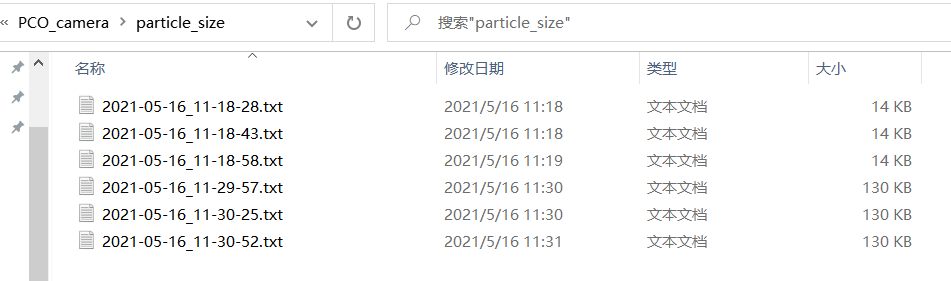 « PCO_camera > particle_size 搜索"particle_size"
名称 修改日期 类型 大小
2021-05-16_11-18-28.txt 2021/5/16 11:18 文本文档 14 KB
2021-05-16_11-18-43.txt 2021/5/16 11:18 文本文档 14 KB
2021-05-16_11-18-58.txt 2021/5/16 11:19 文本文档 14 KB
2021-05-16_11-29-57.txt 2021/5/16 11:30 文本文档 130 KB
2021-05-16_11-30-25.txt 2021/5/16 11:30 文本文档 130 KB
2021-05-16_11-30-52.txt 2021/5/16 11:31 文本文档 130 KB